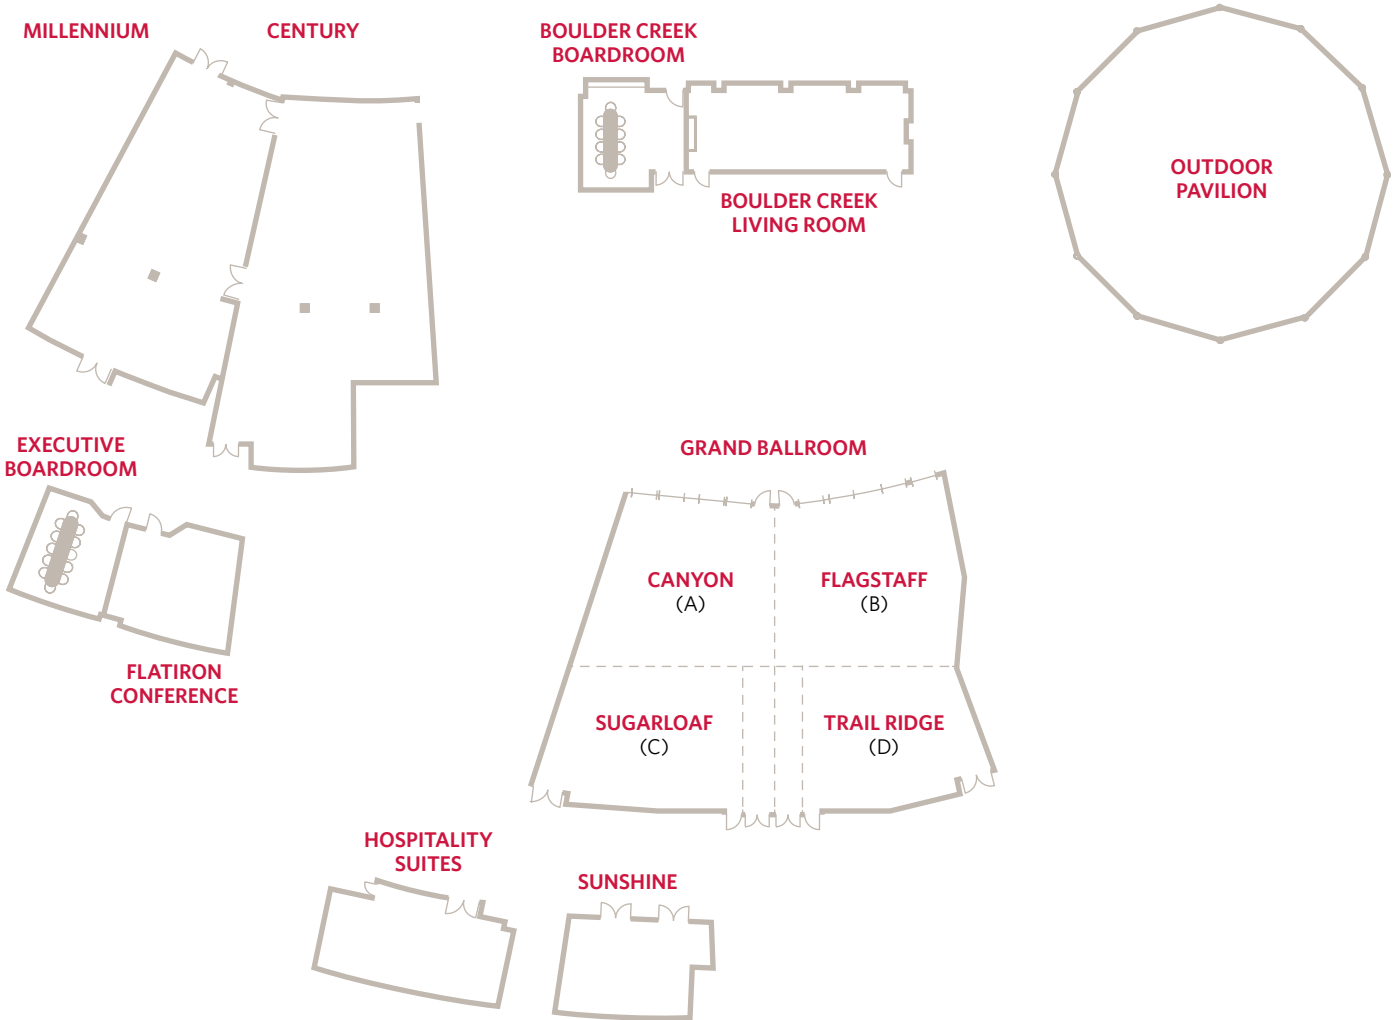 MILLENNIUM
CENTURY
BOULDER CREEK
BOARDROOM
BOULDER CREEK
LIVING ROOM
OUTDOOR
PAVILION
EXECUTIVE
BOARDROOM
FLATIRON
CONFERENCE
GRAND BALLROOM
CANYON
(A)
FLAGSTAFF
(B)
SUGARLOAF
(C)
TRAIL RIDGE
(D)
HOSPITALITY
SUITES
SUNSHINE